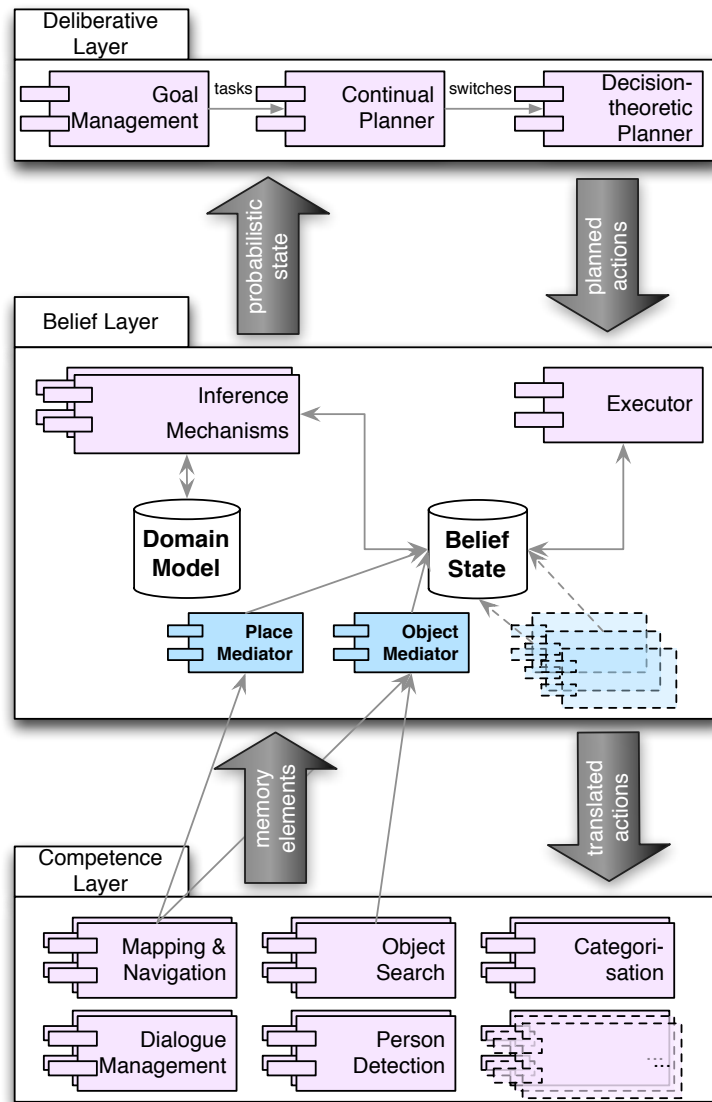 Deliberative
Layer
Goal
Management
tasks
Continual
Planner
switches
Decision-
theoretic
Planner
probabilistic
state
planned
actions
Belief Layer
Inference
Mechanisms
Executor
Domain
Model
Belief
State
Place
Mediator
Object
Mediator
memory
elements
translated
actions
Competence
Layer
Mapping &
Navigation
Object
Search
Categori-
sation
Dialogue
Management
Person
Detection
...
...